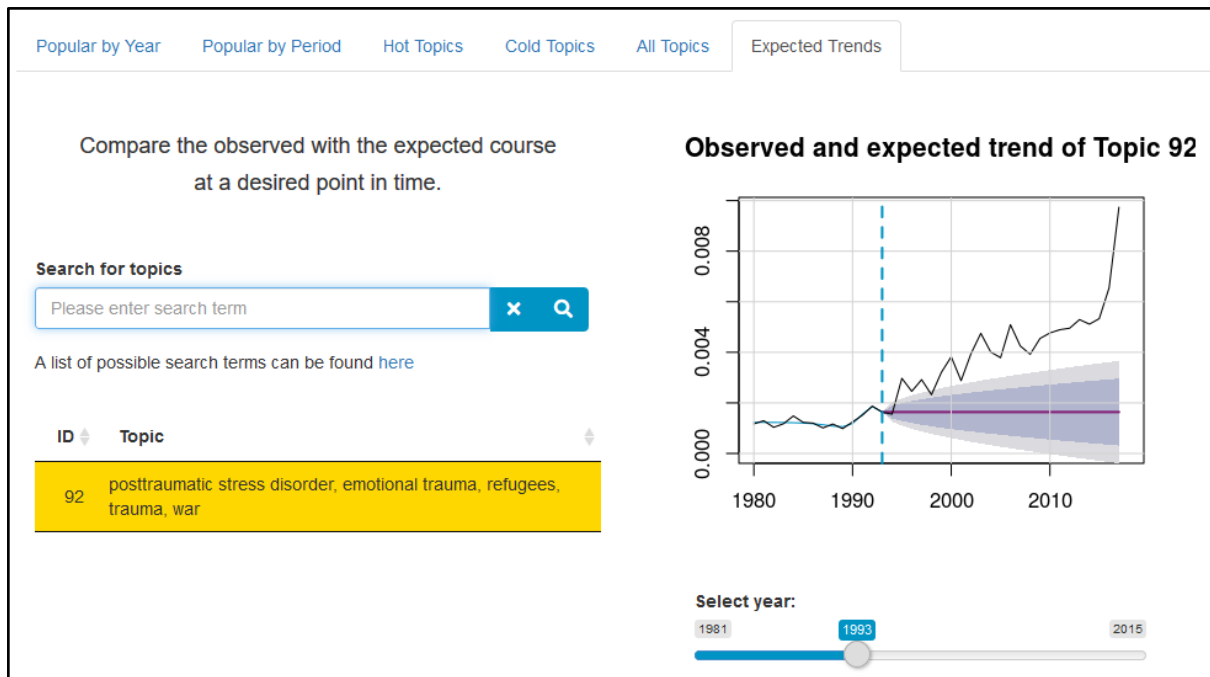 Popular by Year Popular by Period Hot Topics Cold Topics All Topics Expected Trends
Compare the observed with the expected course
at a desired point in time.
Search for topics
Please enter search term
A list of possible search terms can be found here
ID Topic
92 posttraumatic stress disorder, emotional trauma, refugees,
trauma, war
Observed and expected trend of Topic 92
0.008
0.004
0.000
1980 1990 2000 2010
Select year:
1981 1993 2015